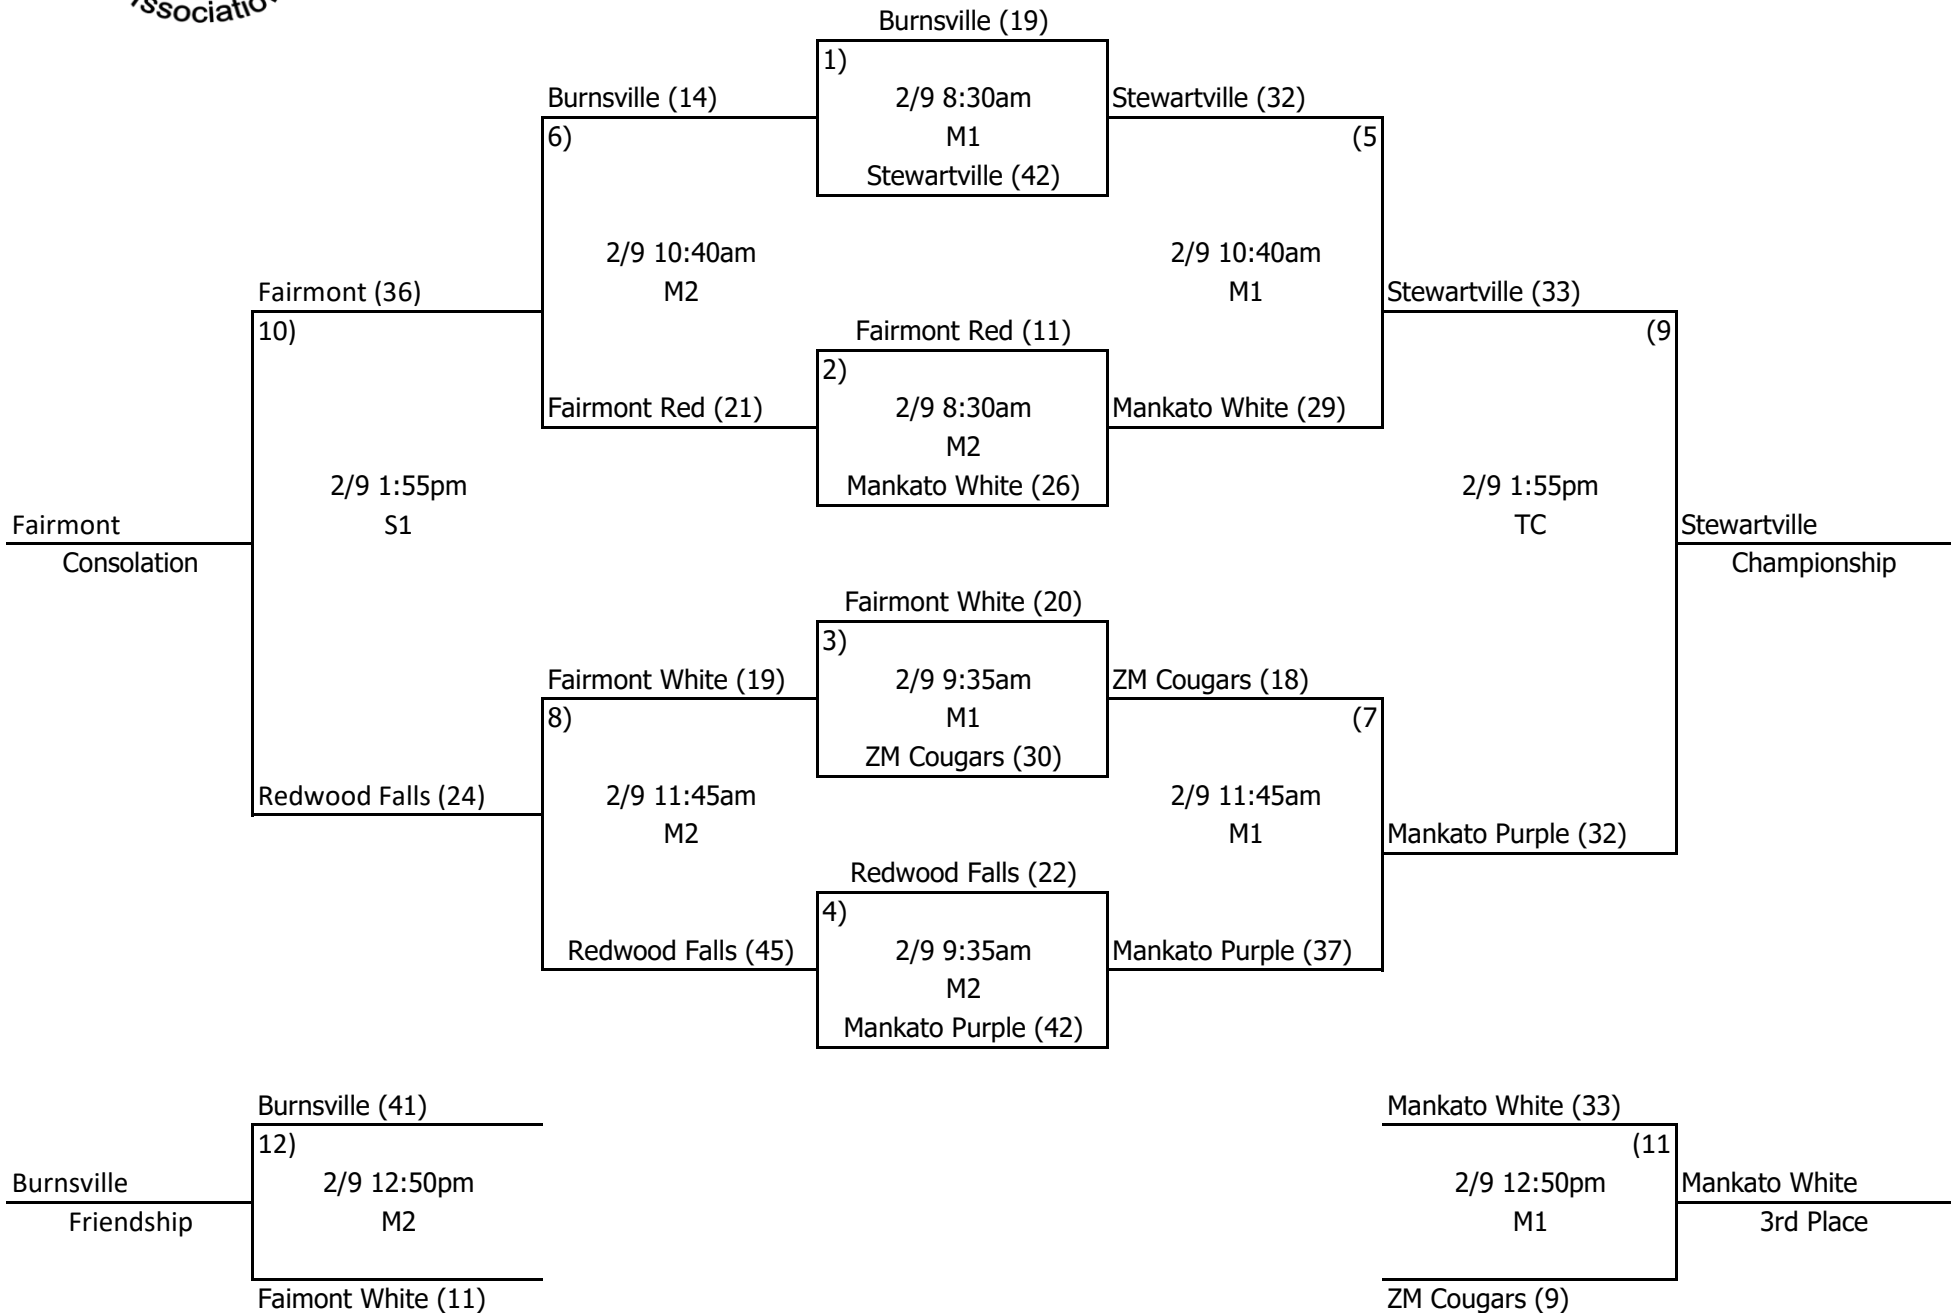 ssociatio
Burnsville (19)
1)
Burnsville (14)
2/9 8:30am
Stewartville (32)
6)
M1
(5
Stewartville (42)
2/9 10:40am
2/9 10:40am
Fairmont (36)
M2
M1
Stewartville (33)
10)
Fairmont Red (11)
(9
2)
Fairmont Red (21)
2/9 8:30am
Mankato White (29)
M2
2/9 1:55pm
Mankato White (26)
2/9 1:55pm
Fairmont
S1
TC
Stewartville
Consolation
Championship
Fairmont White (20)
3)
Fairmont White (19)
2/9 9:35am
ZM Cougars (18)
8)
M1
(7
ZM Cougars (30)
Redwood Falls (24)
2/9 11:45am
2/9 11:45am
M2
M1
Mankato Purple (32)
Redwood Falls (22)
4)
Redwood Falls (45)
2/9 9:35am
Mankato Purple (37)
M2
Mankato Purple (42)
Burnsville (41)
Mankato White (33)
12)
(11
Burnsville
2/9 12:50pm
2/9 12:50pm
Mankato White
Friendship
M2
M1
3rd Place
Faimont White (11)
ZM Cougars (9)